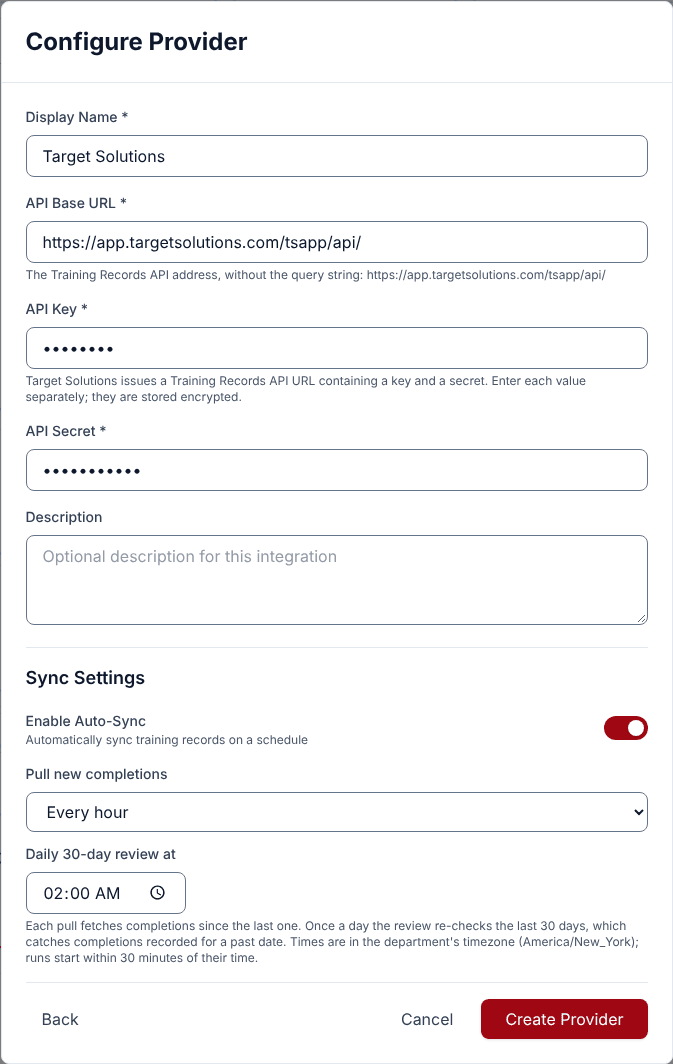 Configure Provider
Display Name *
Target Solutions
API Base URL *
https://app.targetsolutions.com/tsapp/api/
The Training Records API address, without the query string: https://app.targetsolutions.com/tsapp/api/
API Key *
••••••••
Target Solutions issues a Training Records API URL containing a key and a secret. Enter each value
separately; they are stored encrypted.
API Secret *
•••••••••••
Description
Optional description for this integration
Sync Settings
Enable Auto-Sync
Automatically sync training records on a schedule
Pull new completions
Every hour
Daily 30-day review at
02:00 AM
Each pull fetches completions since the last one. Once a day the review re-checks the last 30 days, which
catches completions recorded for a past date. Times are in the department's timezone (America/New_York);
runs start within 30 minutes of their time.
Back
Cancel
Create Provider